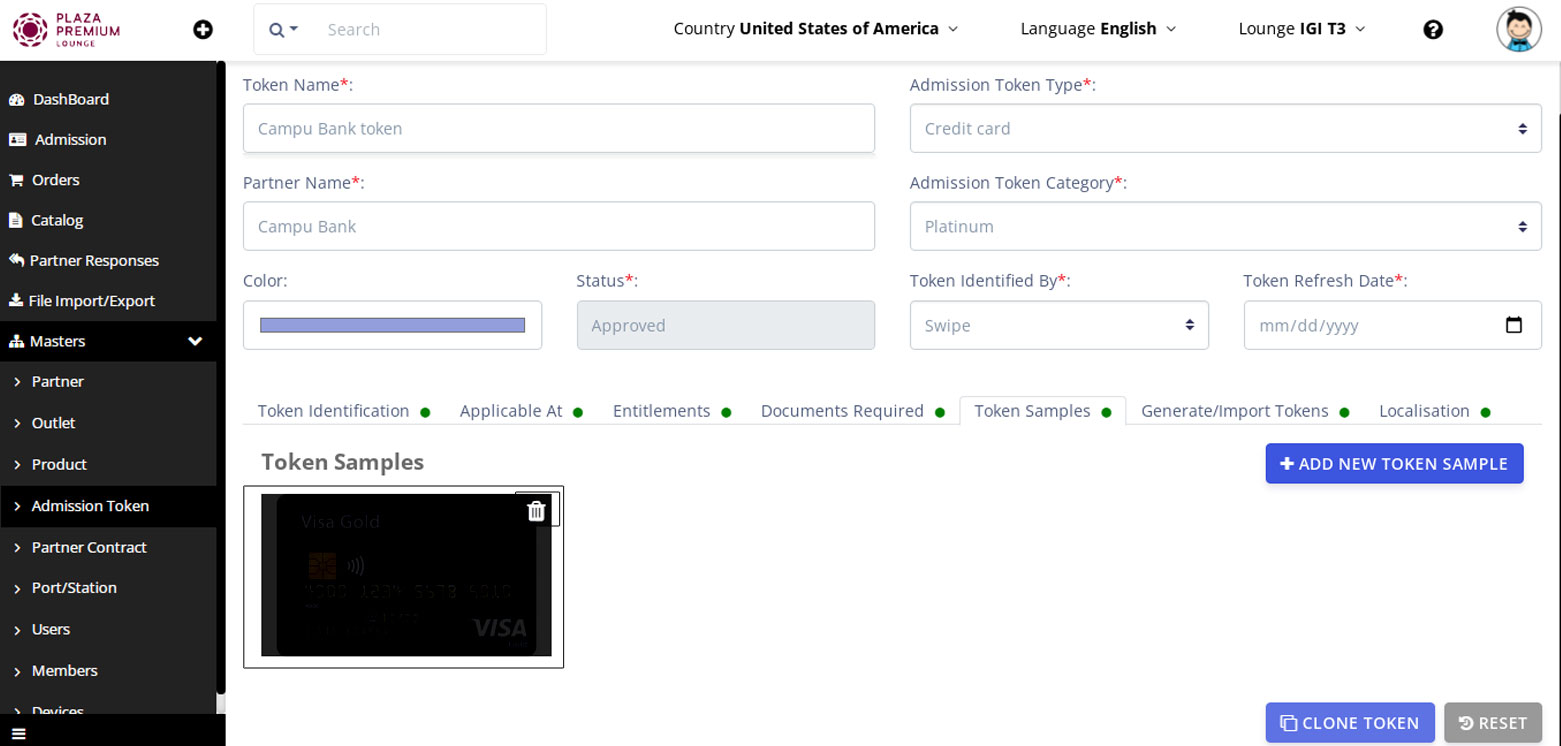 PLAZA
PREMIUM
LOUNGE
Search
Country United States of America
Language English
Lounge IGI T3
DashBoard
Admission
Orders
Catalog
Partner Responses
File Import/Export
Masters
Partner
Outlet
Product
Admission Token
Partner Contract
Port/Station
Users
Members
Devices
Token Name*:
Admission Token Type*:
Campu Bank token
Credit card
Partner Name*:
Admission Token Category*:
Campu Bank
Platinum
Color:
Status*:
Token Identified By*:
Token Refresh Date*:
Approved
Swipe
mm/dd/yyyy
Token Identification
Applicable At
Entitlements
Documents Required
Token Samples
Generate/Import Tokens
Localisation
Token Samples
+ ADD NEW TOKEN SAMPLE
Visa Gold
VISA
CLONE TOKEN
RESET